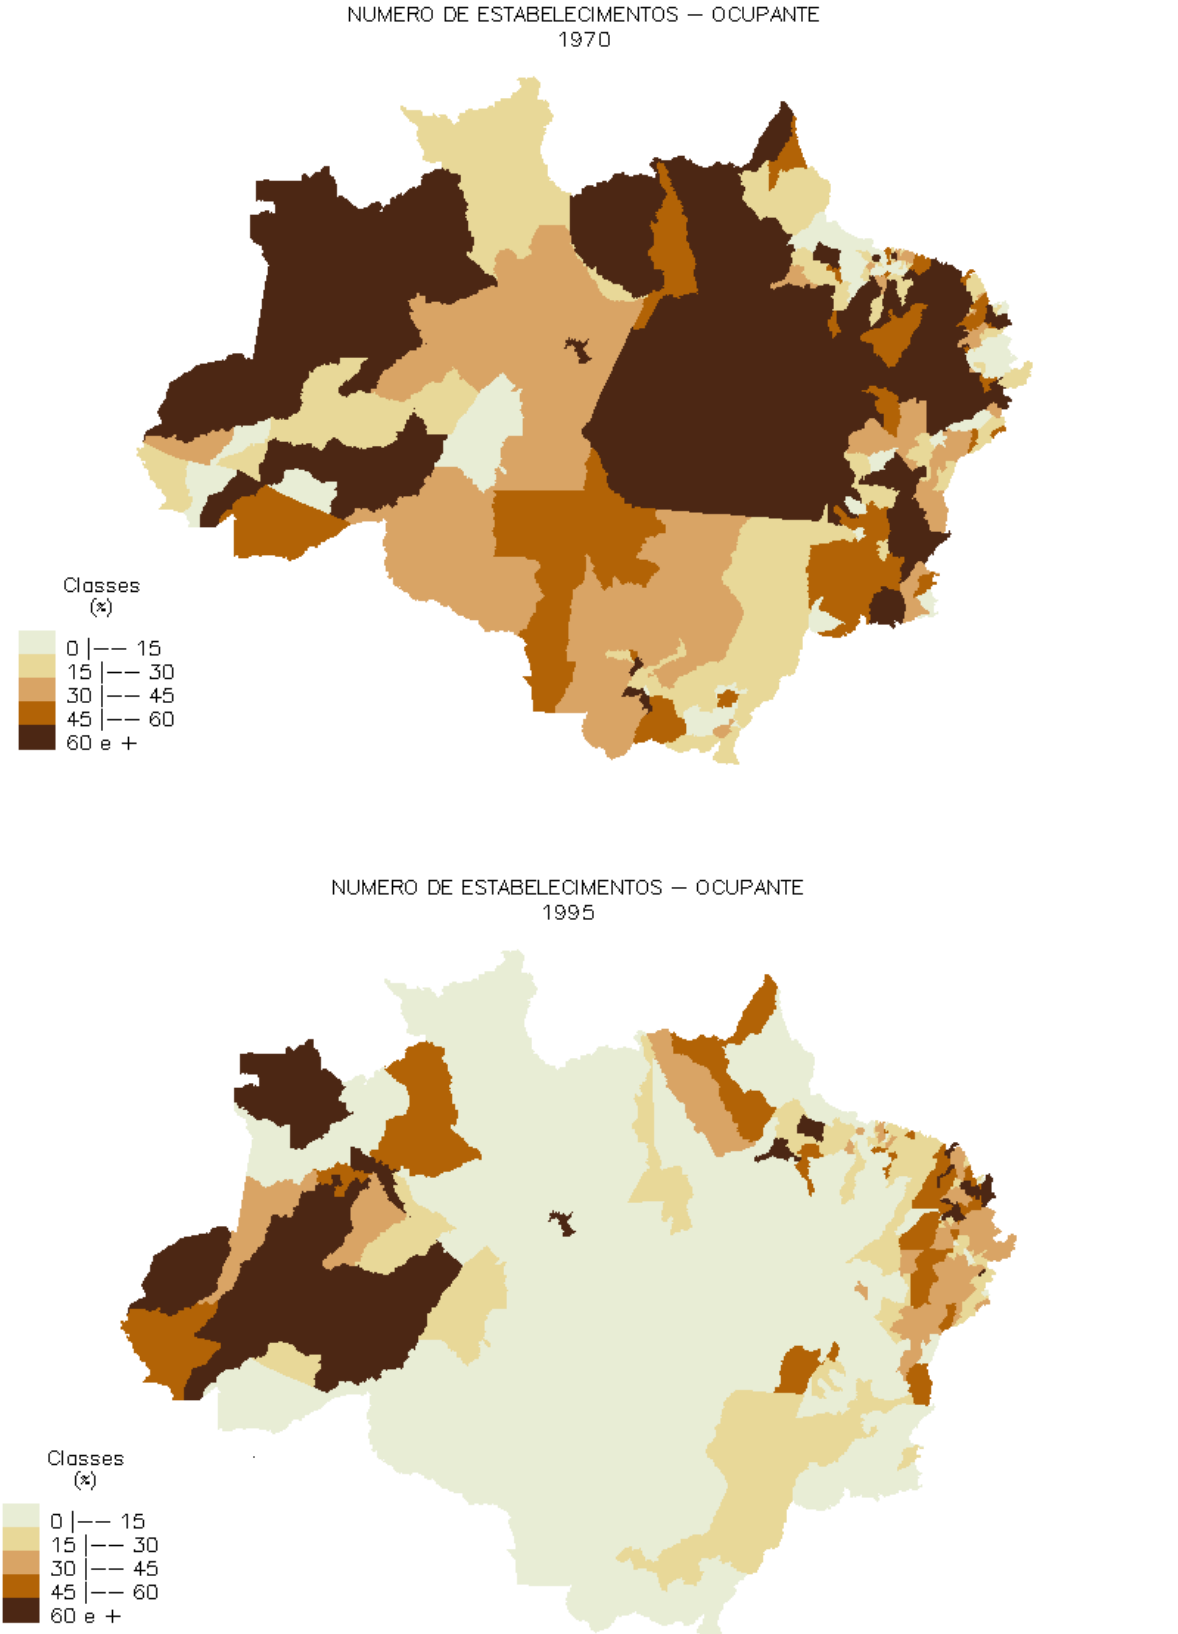 NUMERO DE ESTABELECIMENTOS — OCUPANTE
1970
Classes
(%)
0 |—— 15
15 |—— 30
30 |—— 45
45 |—— 60
60 e +
NUMERO DE ESTABELECIMENTOS — OCUPANTE
1995
Classes
(%)
0 |—— 15
15 |—— 30
30 |—— 45
45 |—— 60
60 e +